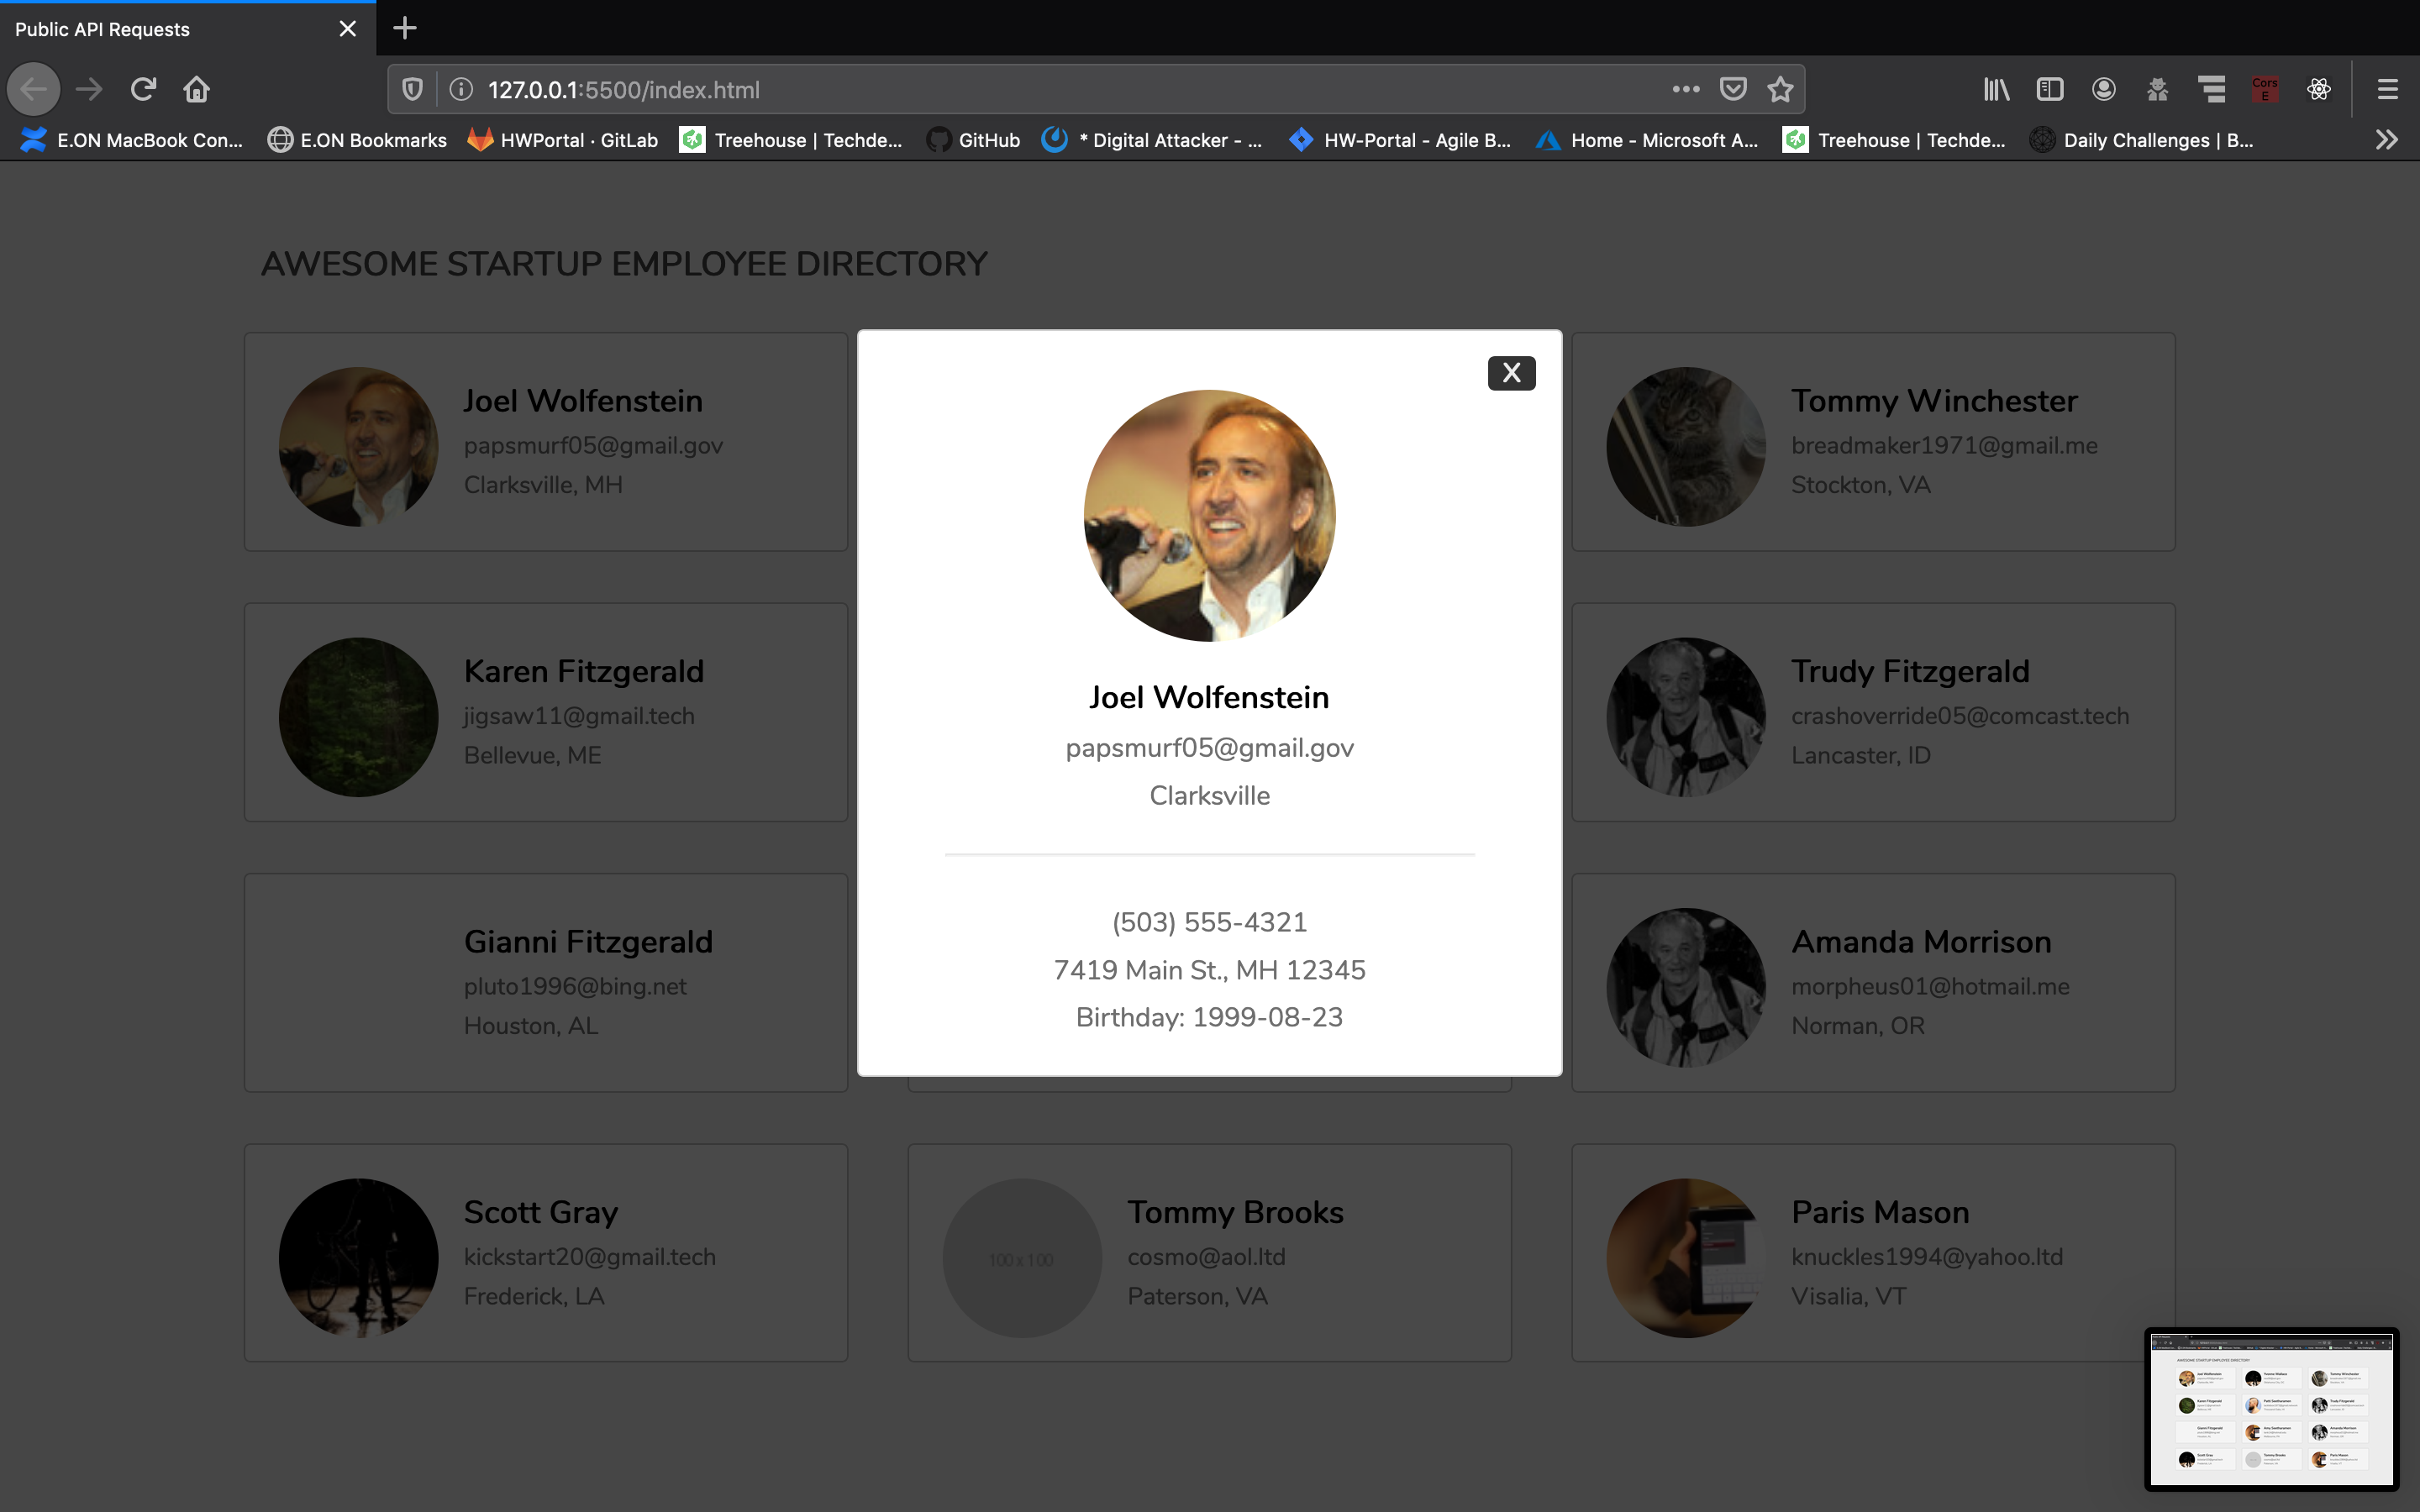 Public API Requests
127.0.0.1:5500/index.html
Cors
E
E.ON MacBook Con...
E.ON Bookmarks
HWPortal · GitLab
Treehouse | Techde...
GitHub
* Digital Attacker - ...
HW-Portal - Agile B...
Home - Microsoft A...
Treehouse | Techde...
Daily Challenges | B...
AWESOME STARTUP EMPLOYEE DIRECTORY
Joel Wolfenstein
papsmurf05@gmail.gov
Clarksville, MH
X
Joel Wolfenstein
papsmurf05@gmail.gov
Clarksville
(503) 555-4321
7419 Main St., MH 12345
Birthday: 1999-08-23
Tommy Winchester
breadmaker1971@gmail.me
Stockton, VA
Karen Fitzgerald
jigsaw11@gmail.tech
Bellevue, ME
Trudy Fitzgerald
crashoverride05@comcast.tech
Lancaster, ID
Gianni Fitzgerald
pluto1996@bing.net
Houston, AL
Amanda Morrison
morpheus01@hotmail.me
Norman, OR
Scott Gray
kickstart20@gmail.tech
Frederick, LA
100 x 100
Tommy Brooks
cosmo@aol.ltd
Paterson, VA
Paris Mason
knuckles1994@yahoo.ltd
Visalia, VT
AWESOME STARTUP EMPLOYEE DIRECTORY